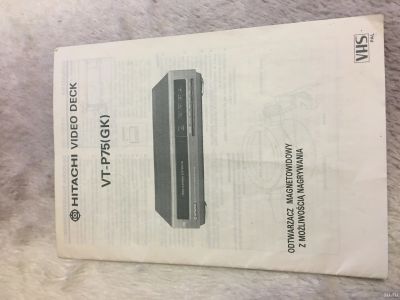 HITACHI VIDEO DECK
VT-P75(GK)
ODTWARZACZ MAGNETOWIDOWY
Z MOŻLIWOŚCIĄ NAGRYWANIA
VHS
PAL